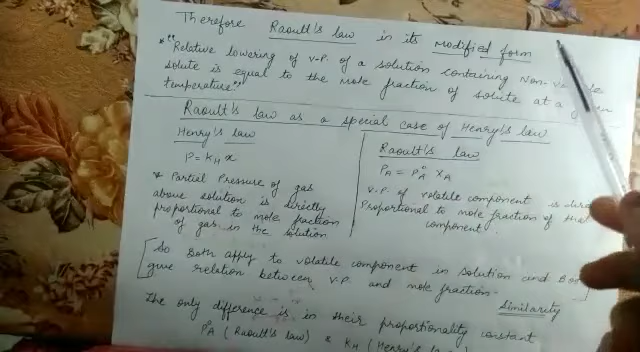 Therefore Raoult's law in its modified form
*"Relative lowering of V.P. of a solution containing Non-
solute is equal to the mole fraction of solute at a
temperature"
Raoult's law as a special case of Henry's law
Henry's law
P = KH x
* Partial Pressure of gas
above solution is directly
proportional to mole fraction
of gas in the solution
Raoult's law
PA = P°A XA
V.P. of volatile component is
Proportional to mole fraction of that
component.
So both apply to volatile component in solution and
give relation between V.P. and mole fraction.
Similarity
The only difference is in their proportionality constant
P°A (Raoult's law) & KH (Henry's